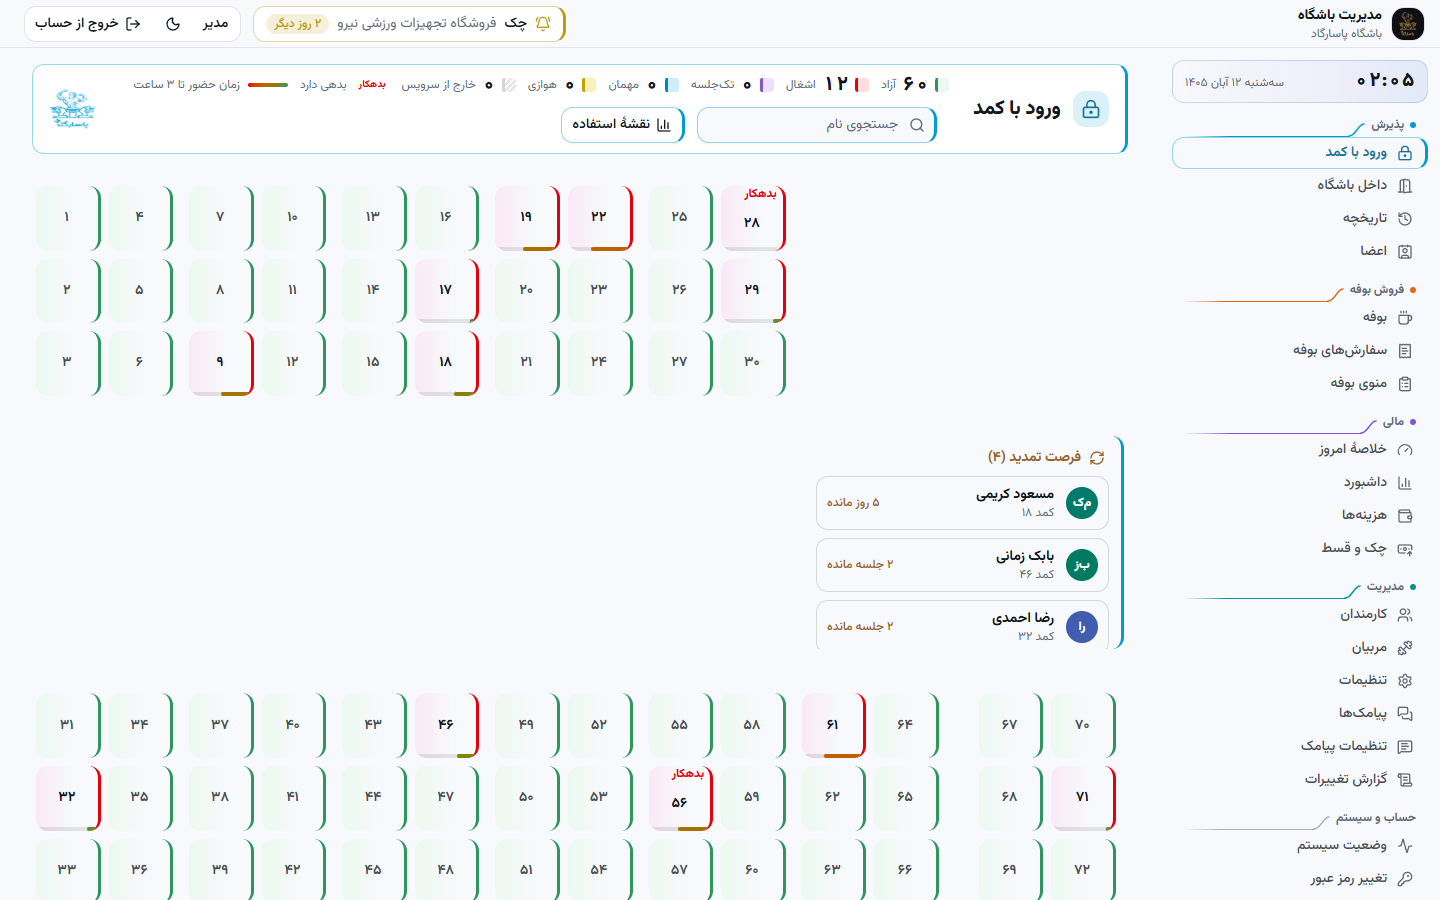 مدیریت باشگاه
باشگاه پاسارگاد
چک فروشگاه تجهیزات ورزشی نیرو ۲ روز دیگر
مدیر
خروج از حساب
۰۲:۰۵
سه‌شنبه ۱۲ آبان ۱۴۰۵
پذیرش
ورود با کمد
داخل باشگاه
تاریخچه
اعضا
فروش بوفه
بوفه
سفارش‌های بوفه
منوی بوفه
مالی
خلاصهٔ امروز
داشبورد
هزینه‌ها
چک و قسط
مدیریت
کارمندان
مربیان
تنظیمات
پیامک‌ها
تنظیمات پیامک
گزارش تغییرات
حساب و سیستم
وضعیت سیستم
تغییر رمز عبور
ورود با کمد
۶۰ آزاد ۱۲ اشغال ۰ تک‌جلسه ۰ مهمان ۰ هوازی ۰ خارج از سرویس بدهکار بدهی دارد زمان حضور تا ۳ ساعت
جستجوی نام
نقشهٔ استفاده
پاسارگاد
بدهکار
۲۸ ۲۵ ۲۲ ۱۹ ۱۶ ۱۳ ۱۰ ۷ ۴ ۱
۲۹ ۲۶ ۲۳ ۲۰ ۱۷ ۱۴ ۱۱ ۸ ۵ ۲
۳۰ ۲۷ ۲۴ ۲۱ ۱۸ ۱۵ ۱۲ ۹ ۶ ۳
فرصت تمدید (۴)
م‌ک
مسعود کریمی
کمد ۱۸
۵ روز مانده
ب‌ز
بابک زمانی
کمد ۴۶
۲ جلسه مانده
را
رضا احمدی
کمد ۳۲
۲ جلسه مانده
۷۰ ۶۷ ۶۴ ۶۱ ۵۸ ۵۵ ۵۲ ۴۹ ۴۶ ۴۳ ۴۰ ۳۷ ۳۴ ۳۱
بدهکار
۷۱ ۶۸ ۶۵ ۶۲ ۵۹ ۵۶ ۵۳ ۵۰ ۴۷ ۴۴ ۴۱ ۳۸ ۳۵ ۳۲
۷۲ ۶۹ ۶۶ ۶۳ ۶۰ ۵۷ ۵۴ ۵۱ ۴۸ ۴۵ ۴۲ ۳۹ ۳۶ ۳۳